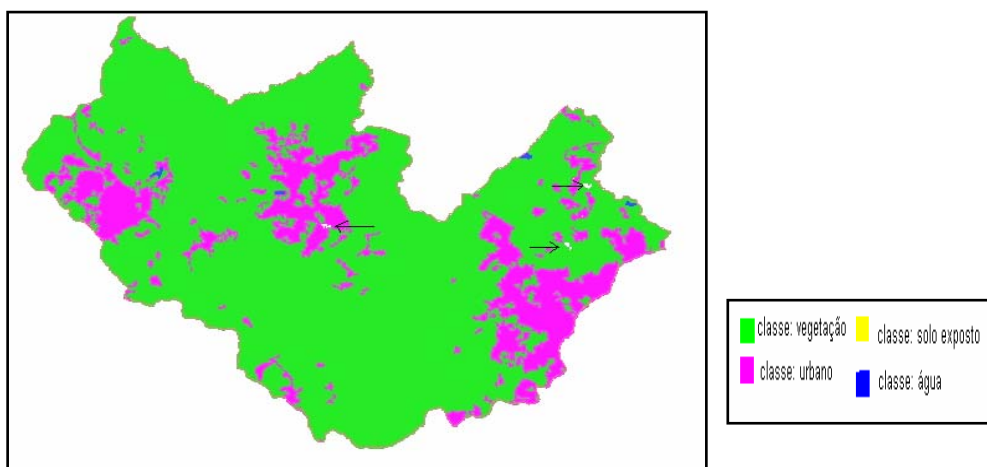 classe: vegetação
classe: solo exposto
classe: urbano
classe: água